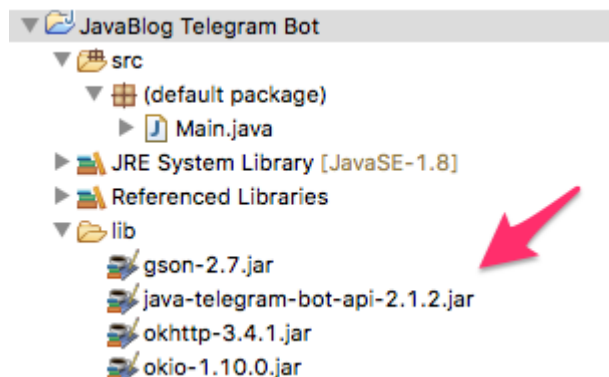 JavaBlog Telegram Bot
src
(default package)
Main.java
JRE System Library [JavaSE-1.8]
Referenced Libraries
lib
gson-2.7.jar
java-telegram-bot-api-2.1.2.jar
okhttp-3.4.1.jar
okio-1.10.0.jar